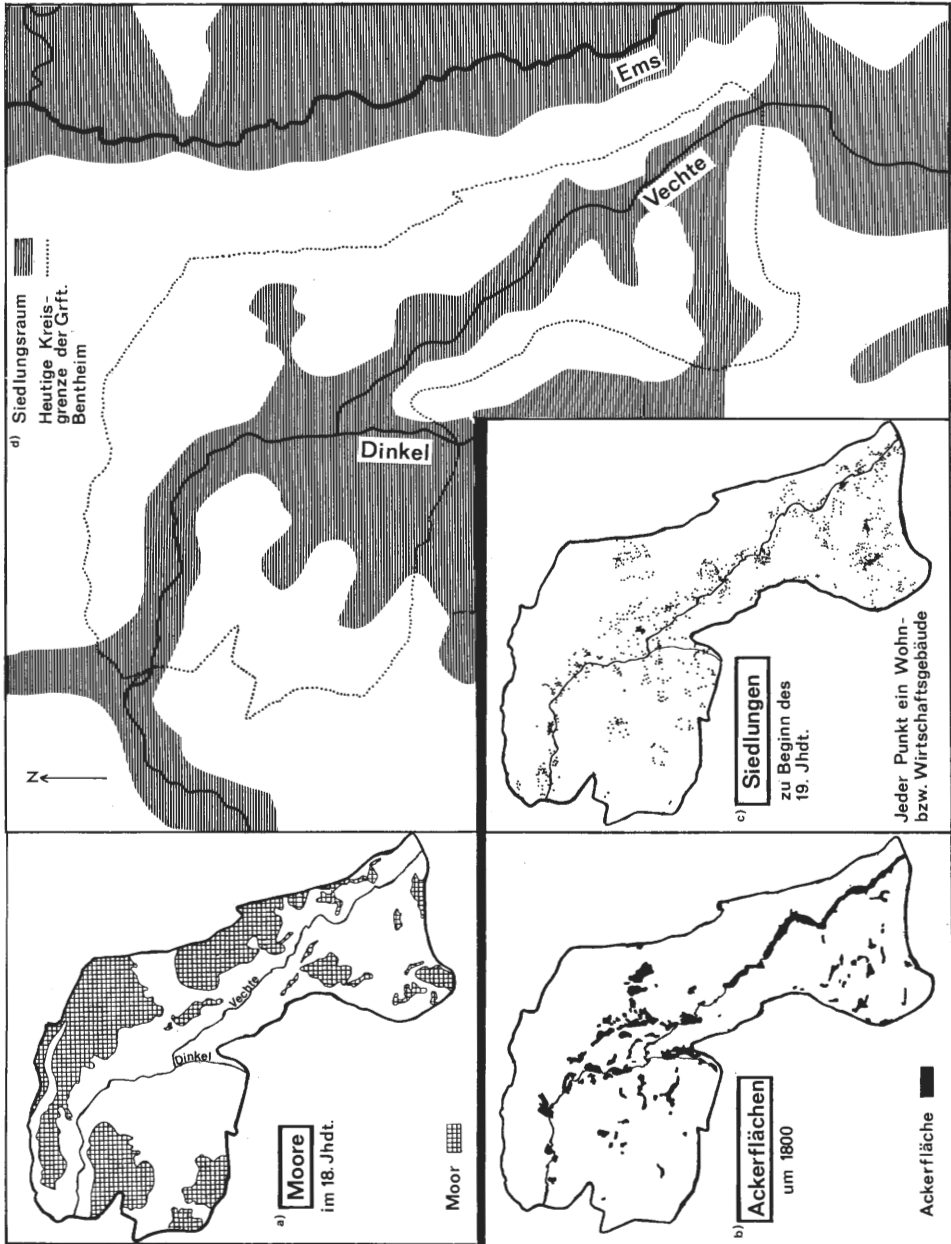 a)
Moore
im 18. Jhdt.
Moor
Vechte
Dinkel
b)
Ackerflächen
um 1800
Ackerfläche
c)
Siedlungen
zu Beginn des
19. Jhdt.
Jeder Punkt ein Wohn-
bzw. Wirtschaftsgebäude
d)
Siedlungsraum
Heutige Kreis-
grenze der Grft.
Bentheim
N
Ems
Vechte
Dinkel